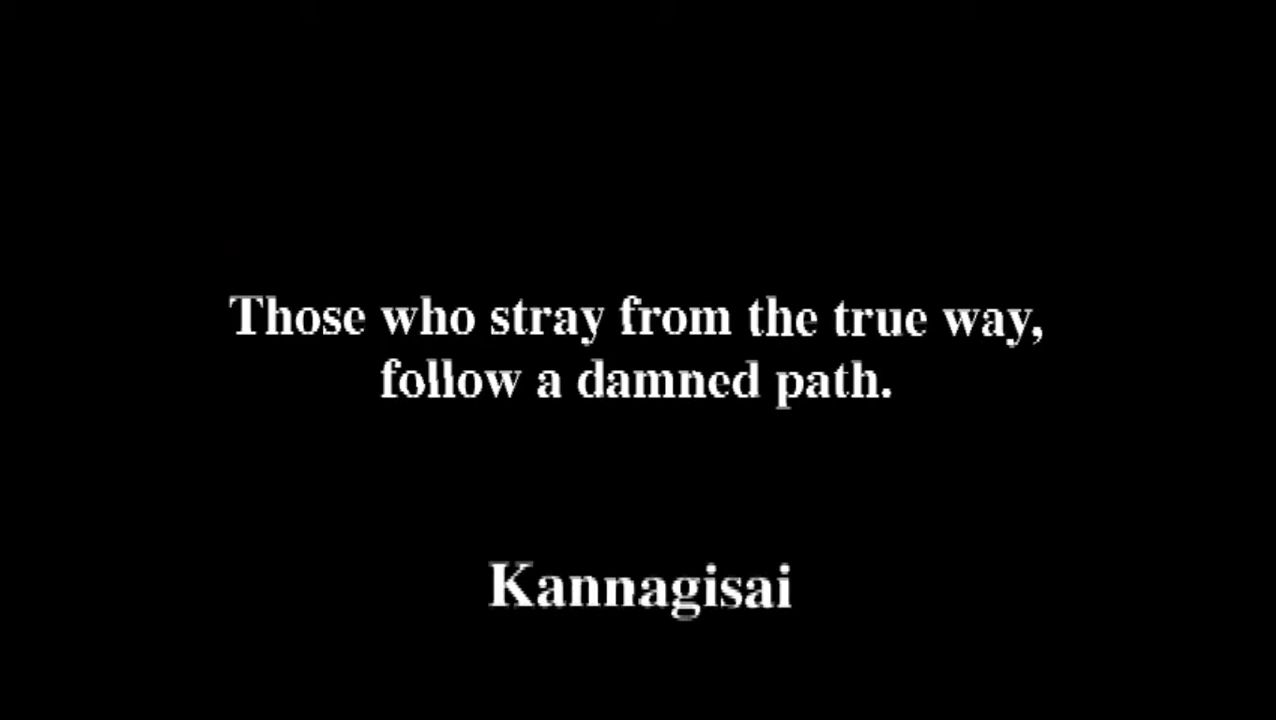 Those who stray from the true way,
follow a damned path.
Kannagisai